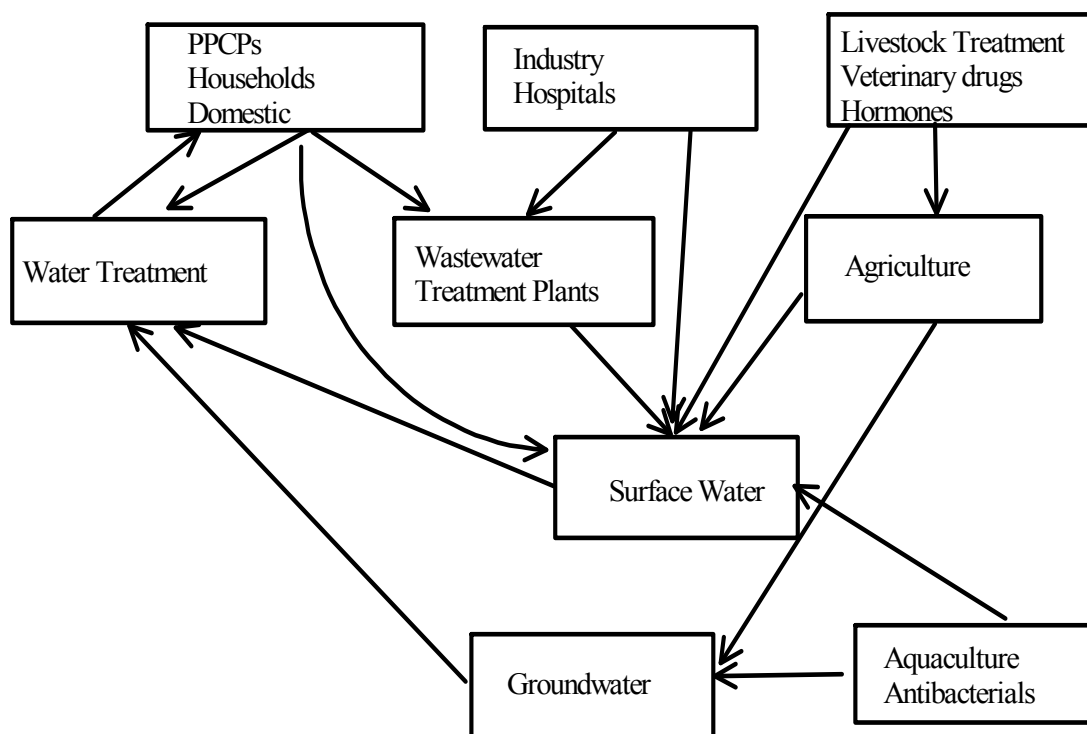 PPCPs
Households
Domestic
Industry
Hospitals
Livestock Treatment
Veterinary drugs
Hormones
Water Treatment
Wastewater
Treatment Plants
Agriculture
Surface Water
Groundwater
Aquaculture
Antibacterials